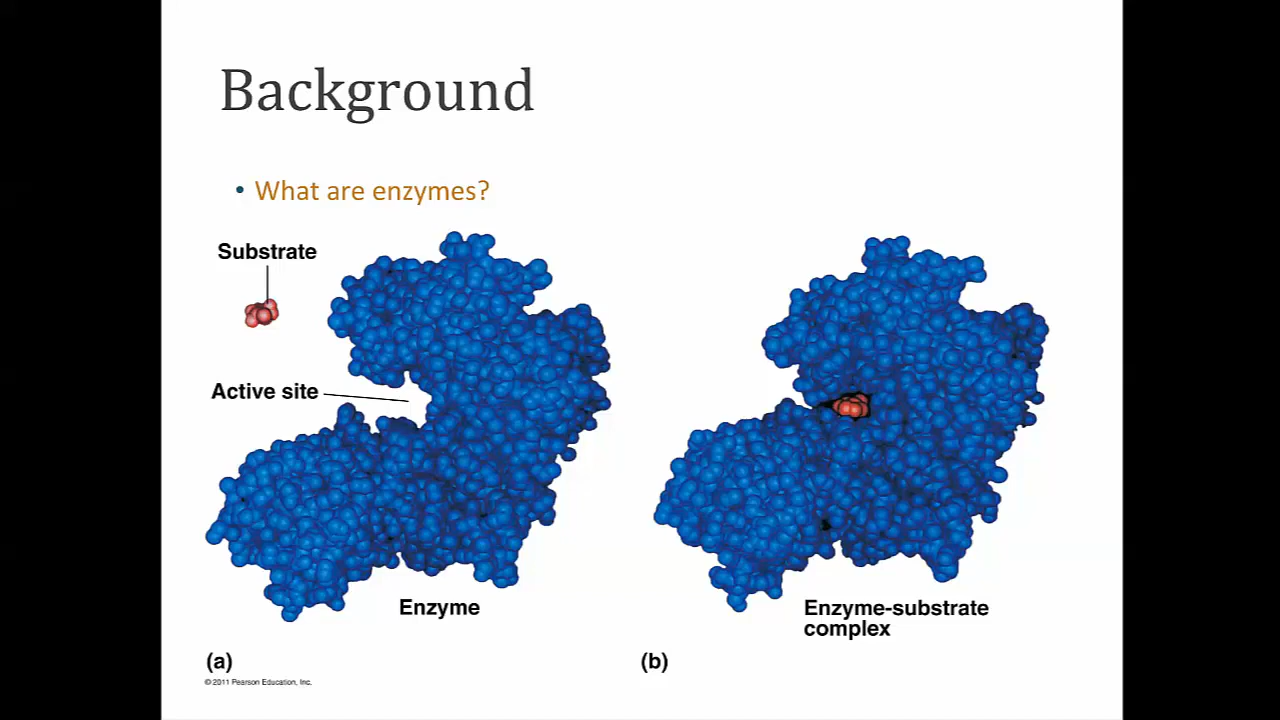 Background
• What are enzymes?
Substrate
Active site
Enzyme
Enzyme-substrate
complex
(a)
(b)
© 2011 Pearson Education, Inc.